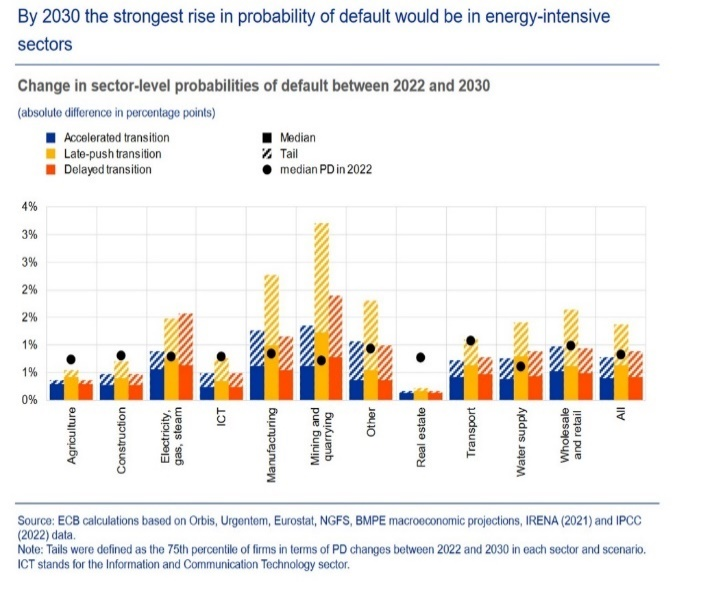 By 2030 the strongest rise in probability of default would be in energy-intensive
sectors
Change in sector-level probabilities of default between 2022 and 2030
(absolute difference in percentage points)
Accelerated transition
Late-push transition
Delayed transition
Median
Tail
median PD in 2022
4%
3%
3%
2%
2%
1%
1%
0%
Agriculture
Construction
Electricity,
gas, steam
ICT
Manufacturing
Mining and
quarrying
Other
Real estate
Transport
Water supply
Wholesale
and retail
All
Source: ECB calculations based on Orbis, Urgentem, Eurostat, NGFS, BMPE macroeconomic projections, IRENA (2021) and IPCC
(2022) data.
Note: Tails were defined as the 75th percentile of firms in terms of PD changes between 2022 and 2030 in each sector and scenario.
ICT stands for the Information and Communication Technology sector.